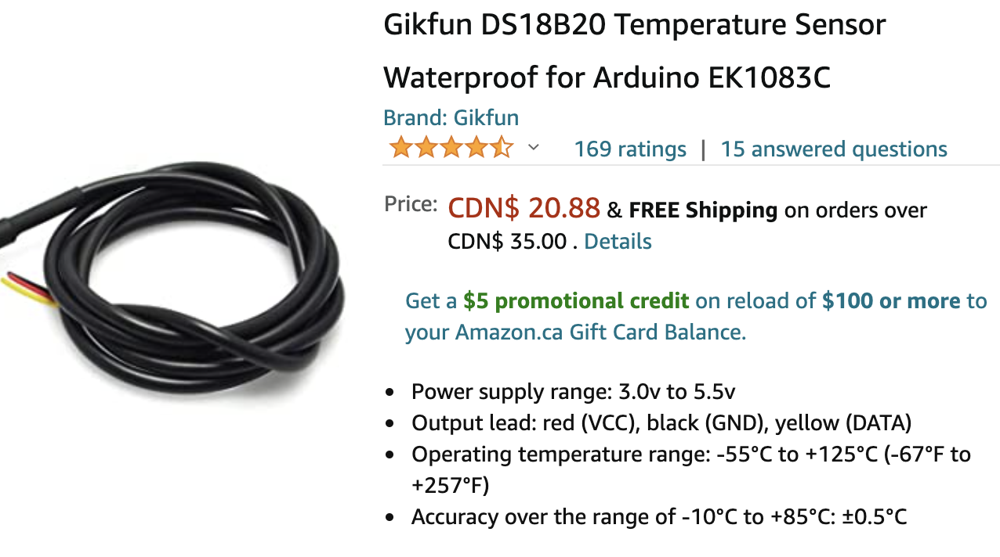 Gikfun DS18B20 Temperature Sensor
Waterproof for Arduino EK1083C
Brand: Gikfun
169 ratings | 15 answered questions
Price: CDN$ 20.88 & FREE Shipping on orders over
CDN$ 35.00 . Details
Get a $5 promotional credit on reload of $100 or more to
your Amazon.ca Gift Card Balance.
• Power supply range: 3.0v to 5.5v
• Output lead: red (VCC), black (GND), yellow (DATA)
• Operating temperature range: -55°C to +125°C (-67°F to
+257°F)
• Accuracy over the range of -10°C to +85°C: ±0.5°C